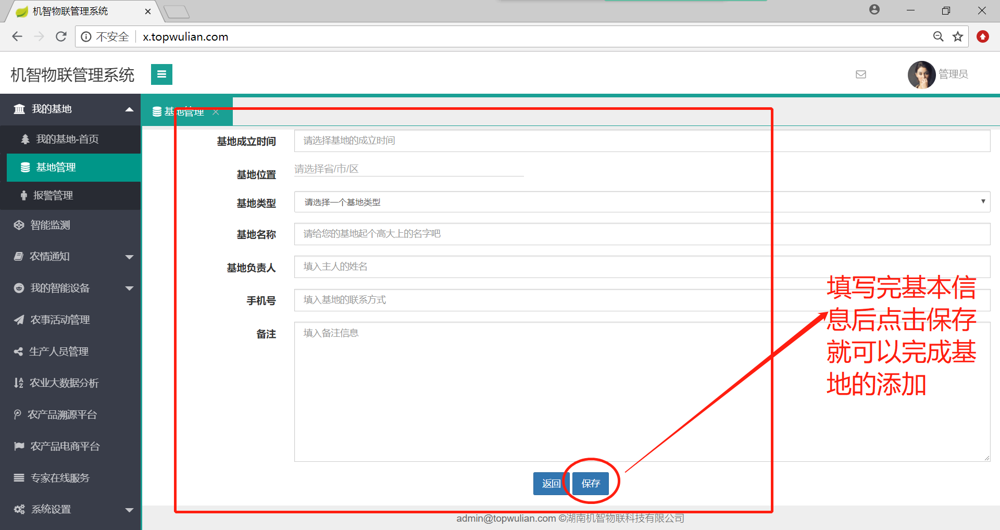 机智物联管理系统
不安全
x.topwulian.com
机智物联管理系统
管理员
我的基地
我的基地-首页
基地管理
报警管理
智能监测
农情通知
我的智能设备
农事活动管理
生产人员管理
农业大数据分析
农产品溯源平台
农产品电商平台
专家在线服务
系统设置
基地管理
基地成立时间
请选择基地的成立时间
基地位置
请选择省/市/区
基地类型
请选择一个基地类型
基地名称
请给您的基地起个高大上的名字吧
基地负责人
填入主人的姓名
手机号
填入基地的联系方式
备注
填入备注信息
填写完基本信
息后点击保存
就可以完成基
地的添加
返回
保存
admin@topwulian.com ©湖南机智物联科技有限公司